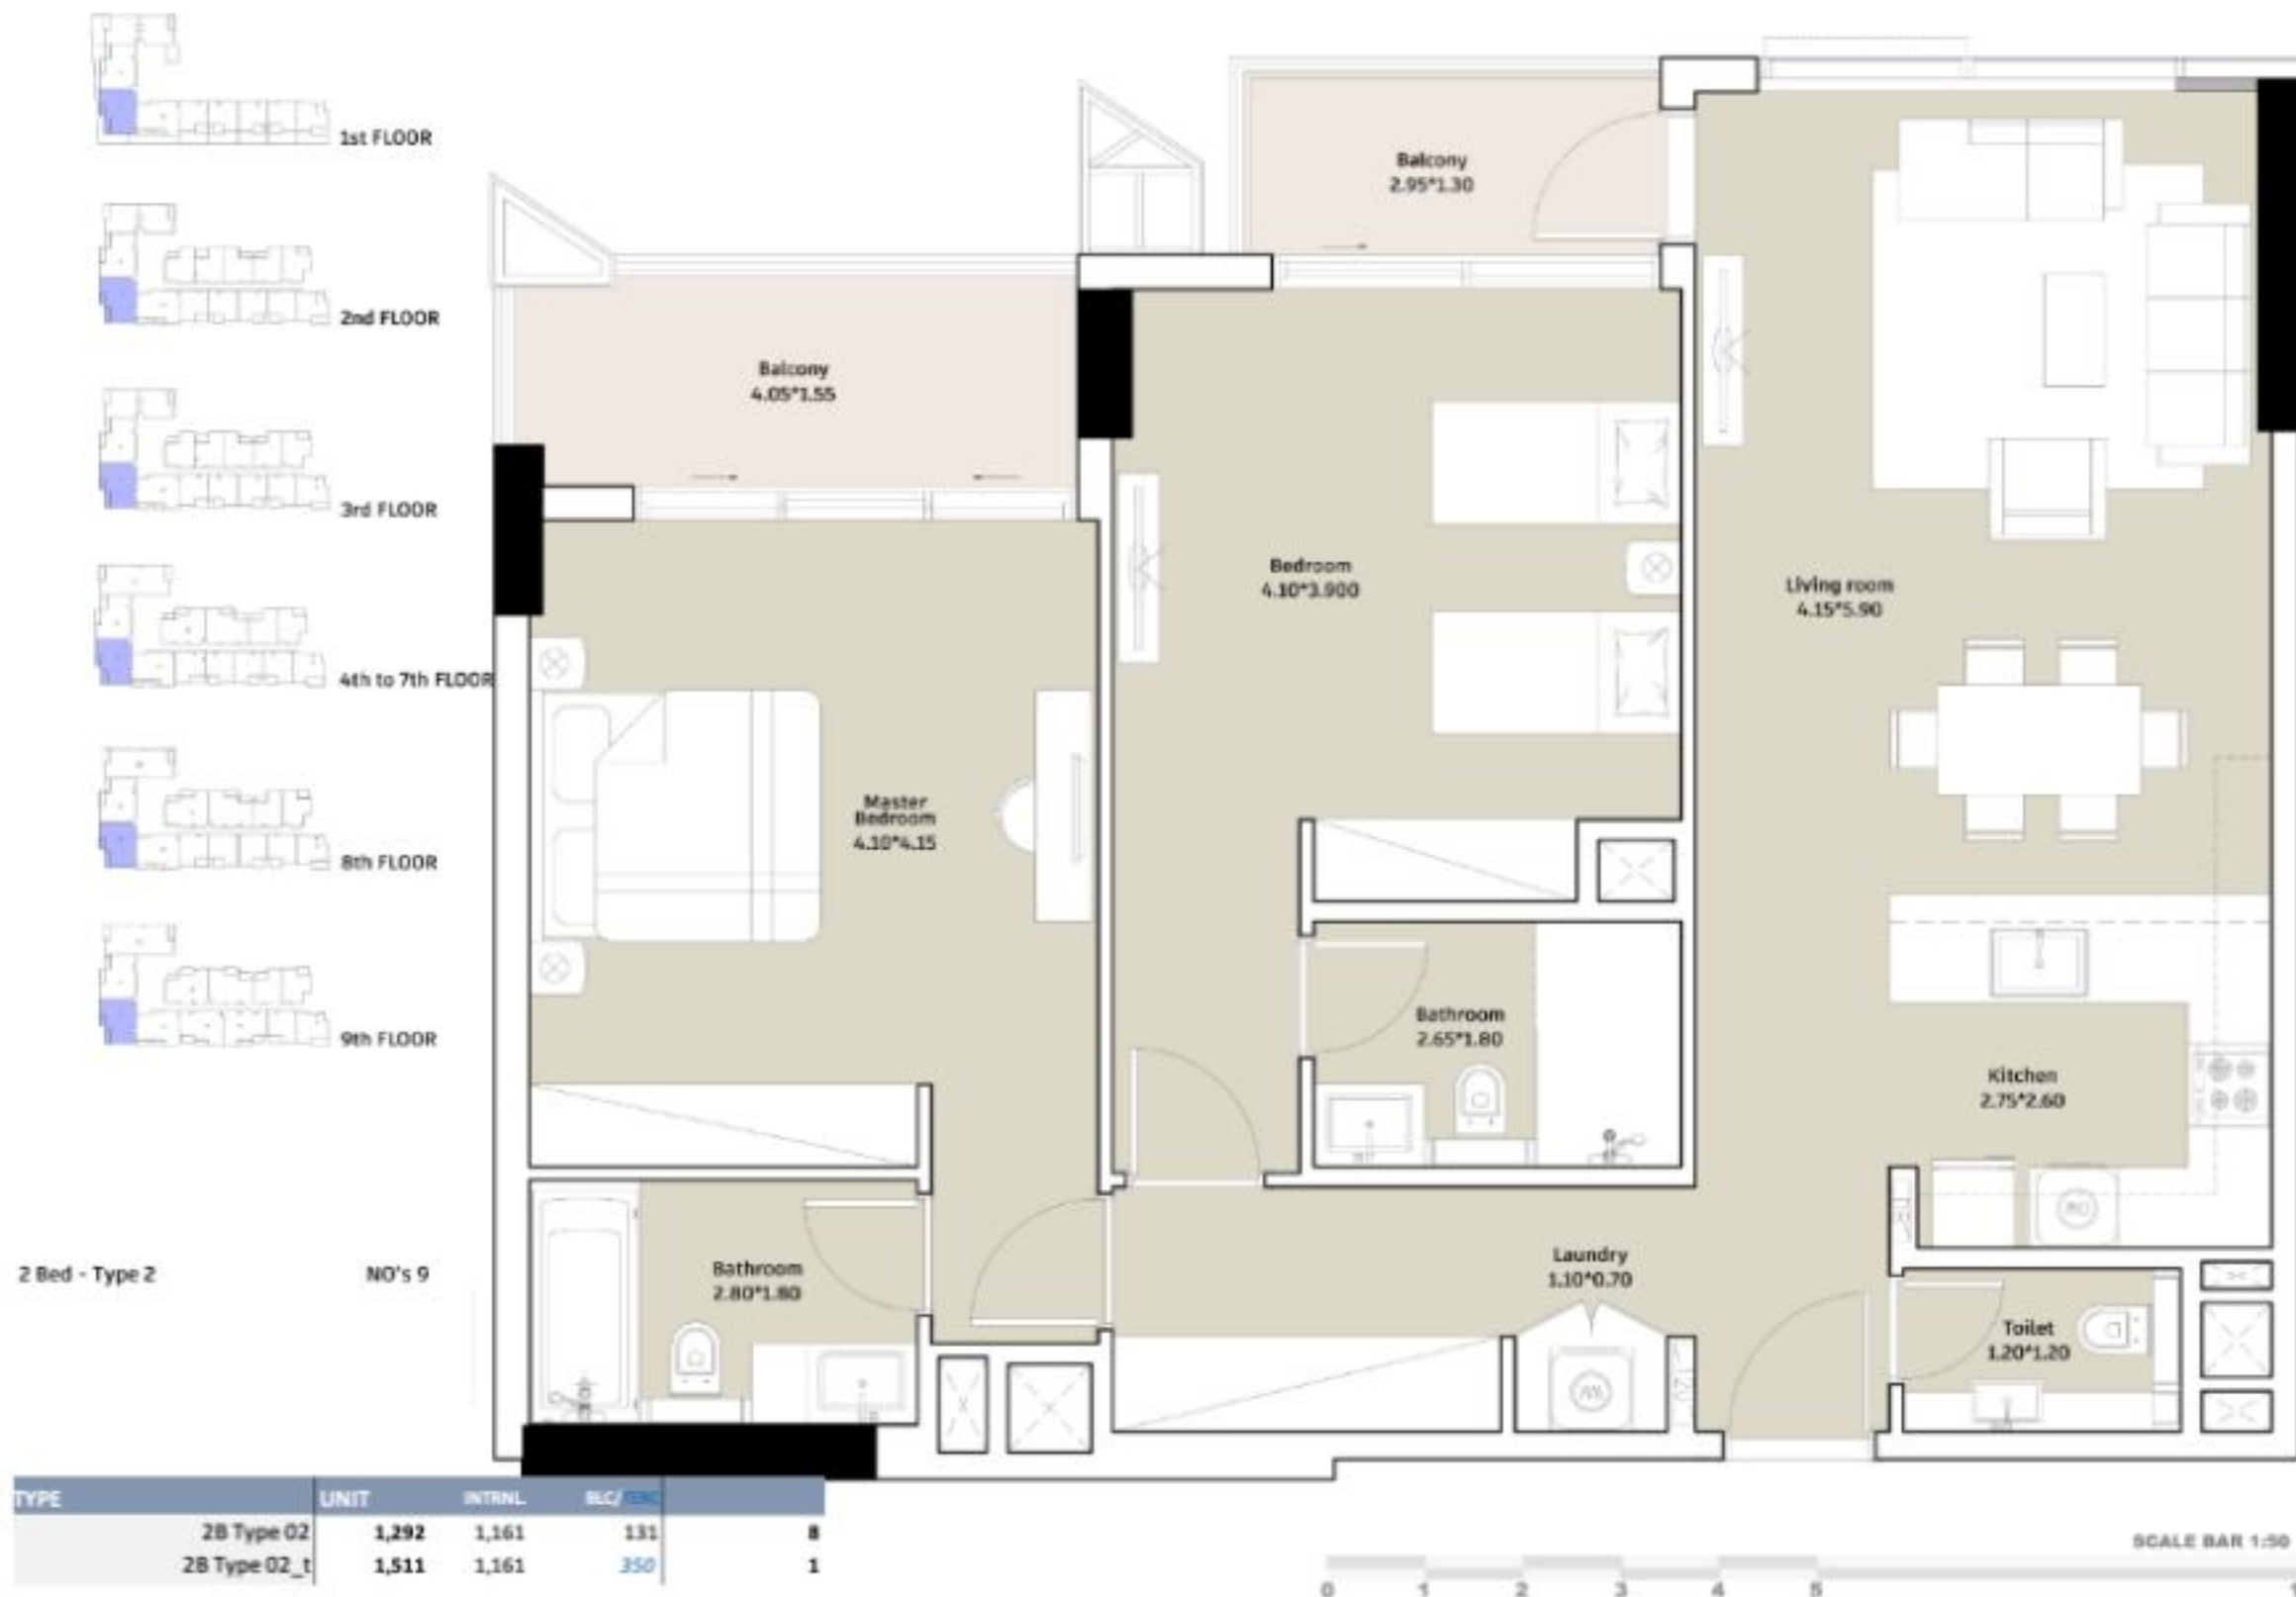 1st FLOOR
2nd FLOOR
3rd FLOOR
4th to 7th FLOOR
8th FLOOR
9th FLOOR
2 Bed - Type 2 NO's 9
Balcony
2.95*1.30
Balcony
4.05*1.55
Bedroom
4.10*3.900
Living room
4.15*5.90
Master
Bedroom
4.10*4.15
Bathroom
2.65*1.80
Kitchen
2.75*2.60
Bathroom
2.80*1.80
Laundry
1.10*0.70
Toilet
1.20*1.20
TYPE UNIT INTRNL. BLC/
2B Type 02 1,292 1,161 131 8
2B Type 02_t 1,511 1,161 350 1
SCALE BAR 1:50
0 1 2 3 4 5